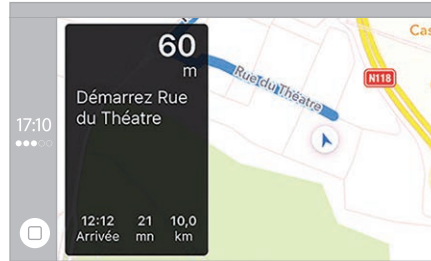 60
m
Démarrez Rue
du Théatre
17:10
12:12 21 10,0
Arrivée mn km
Rue du Théatre
N118
Cas